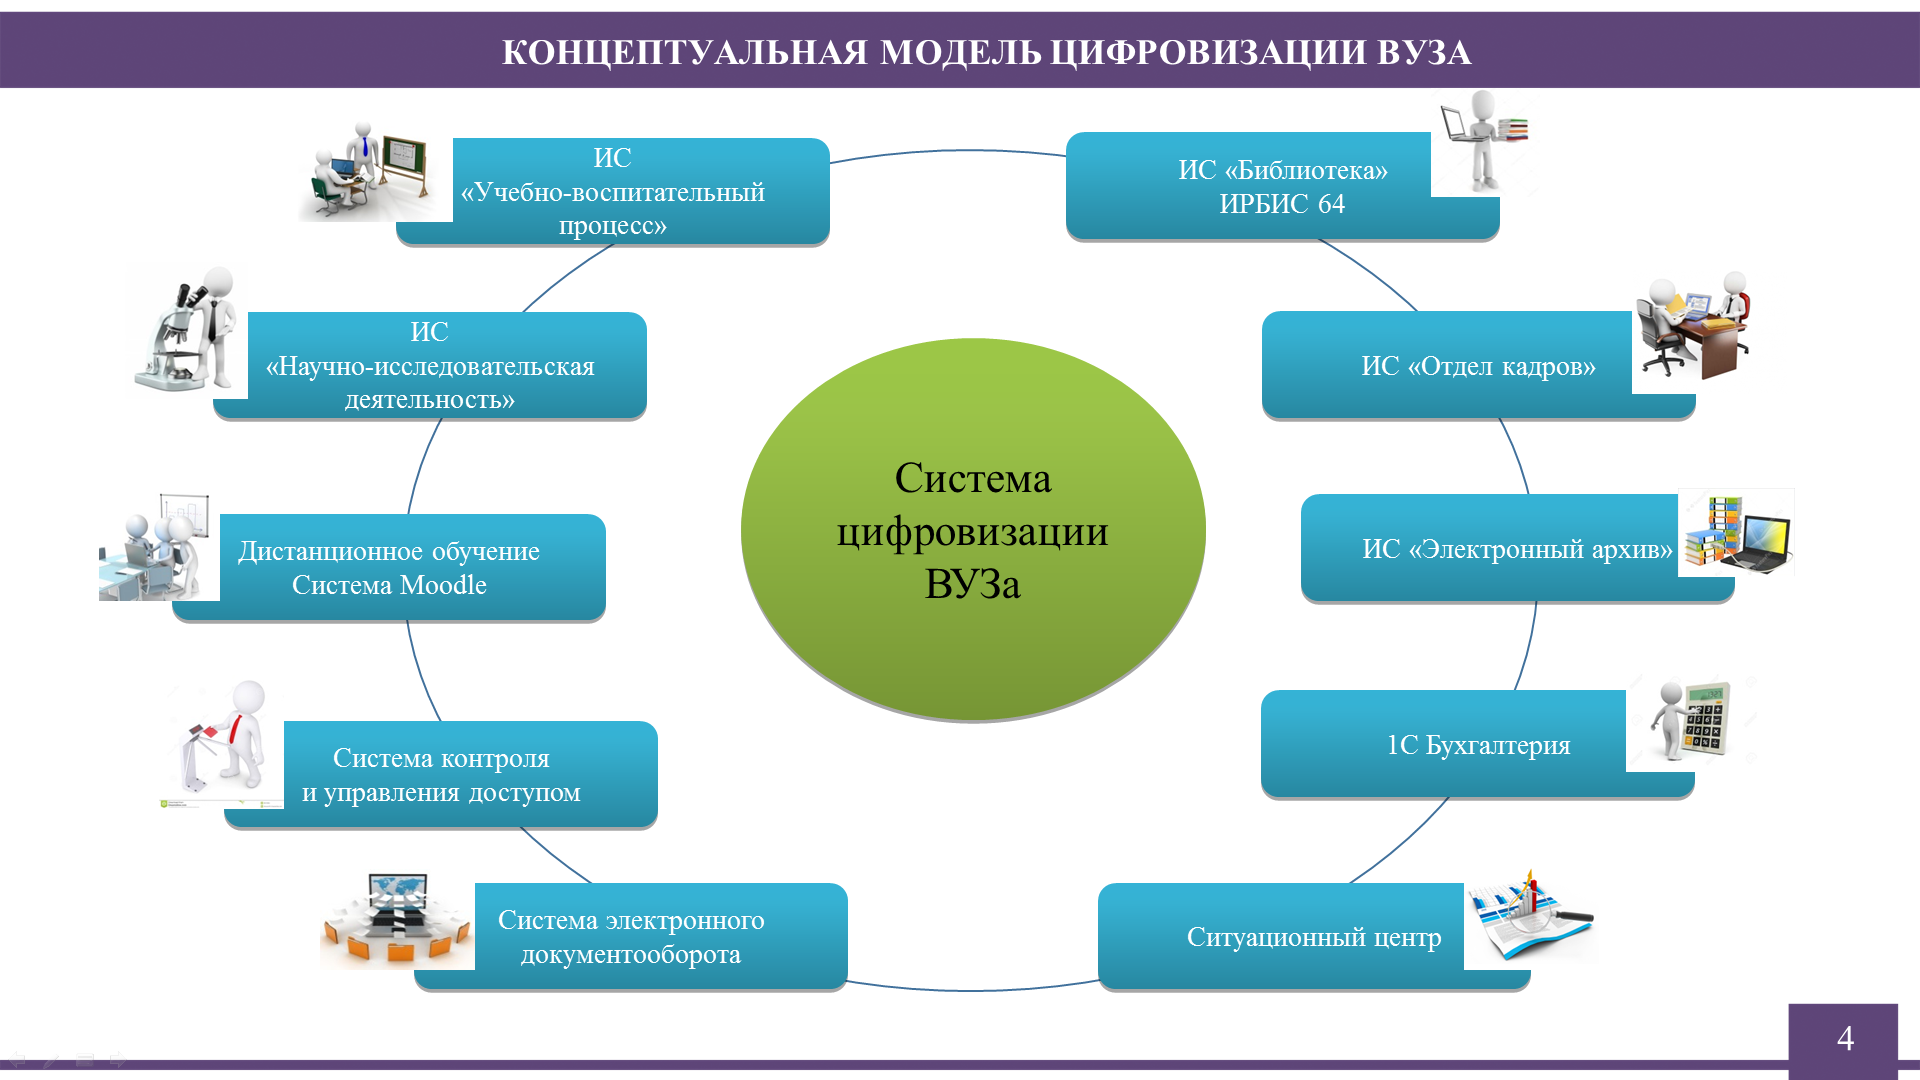 КОНЦЕПТУАЛЬНАЯ МОДЕЛЬ ЦИФРОВИЗАЦИИ ВУЗА
ИС
«Учебно-воспитательный
процесс»
ИС «Библиотека»
ИРБИС 64
ИС
«Научно-исследовательская
деятельность»
ИС «Отдел кадров»
Система
цифровизации
ВУЗа
Дистанционное обучение
Система Moodle
ИС «Электронный архив»
Система контроля
и управления доступом
1С Бухгалтерия
Система электронного
документооборота
Ситуационный центр
4